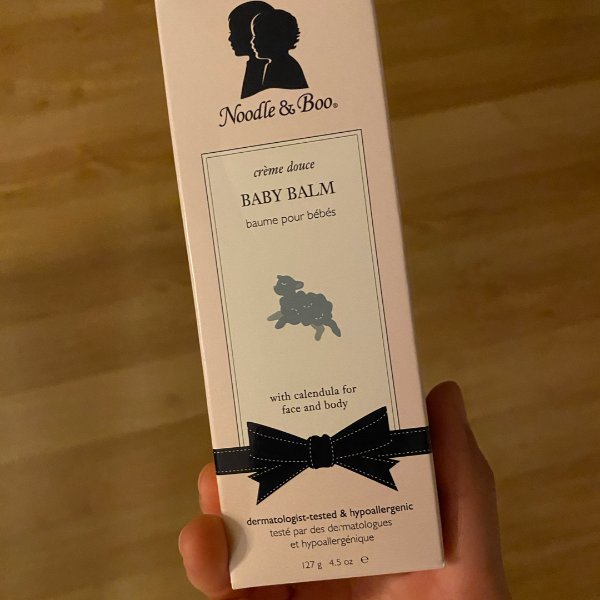 Noodle & Boo®
crème douce
BABY BALM
baume pour bébés
with calendula for
face and body
dermatologist-tested & hypoallergenic
testé par des dermatologues
et hypoallergénique
127 g 4.5 oz ℮